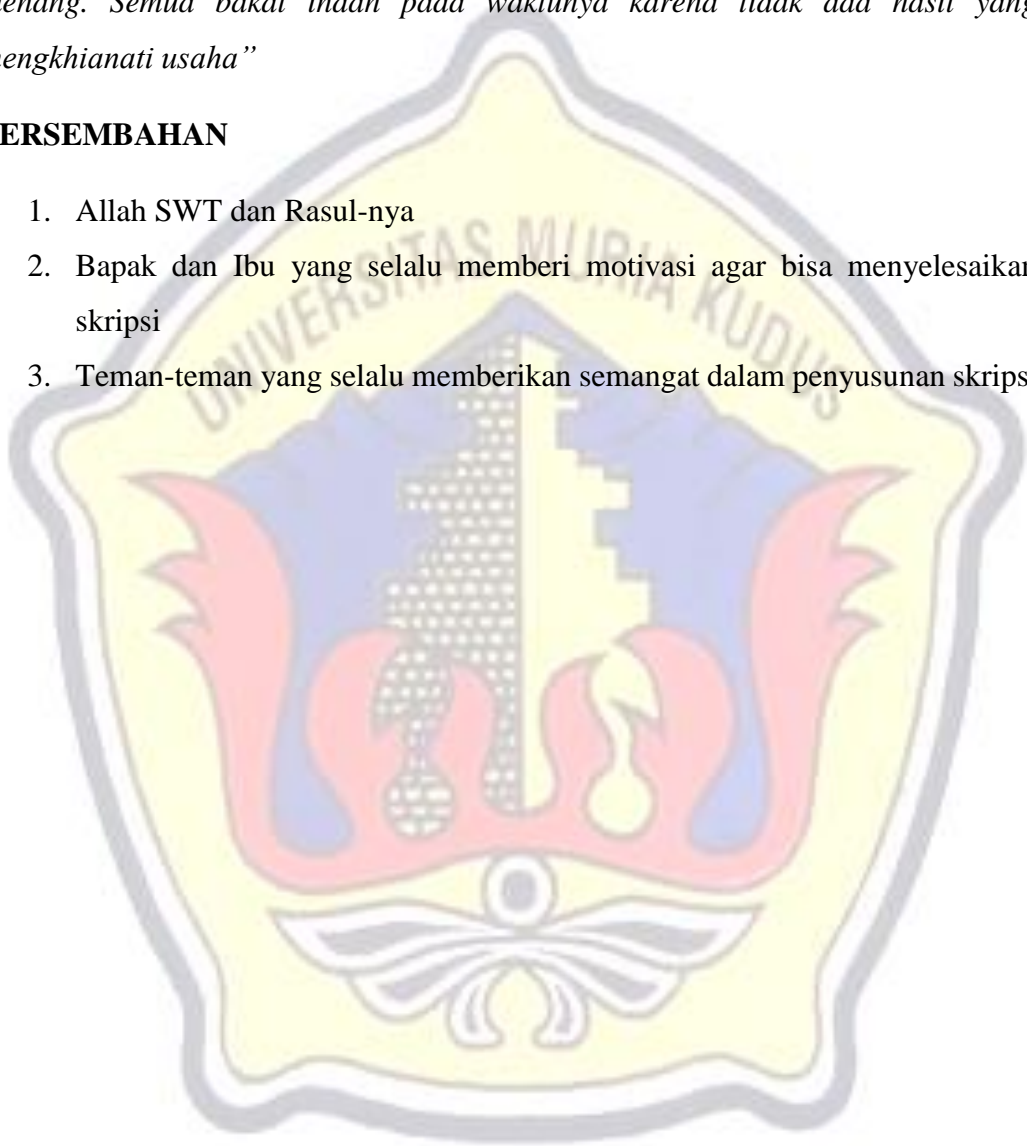 menang. Semua bakal indah pada waktunya karena tidak ada hasil yang
mengkhianati usaha”
ERSEMBAHAN
1. Allah SWT dan Rasul-nya
2. Bapak dan Ibu yang selalu memberi motivasi agar bisa menyelesaikan
skripsi
3. Teman-teman yang selalu memberikan semangat dalam penyusunan skrips
UNIVERSITAS MURIA KUDUS